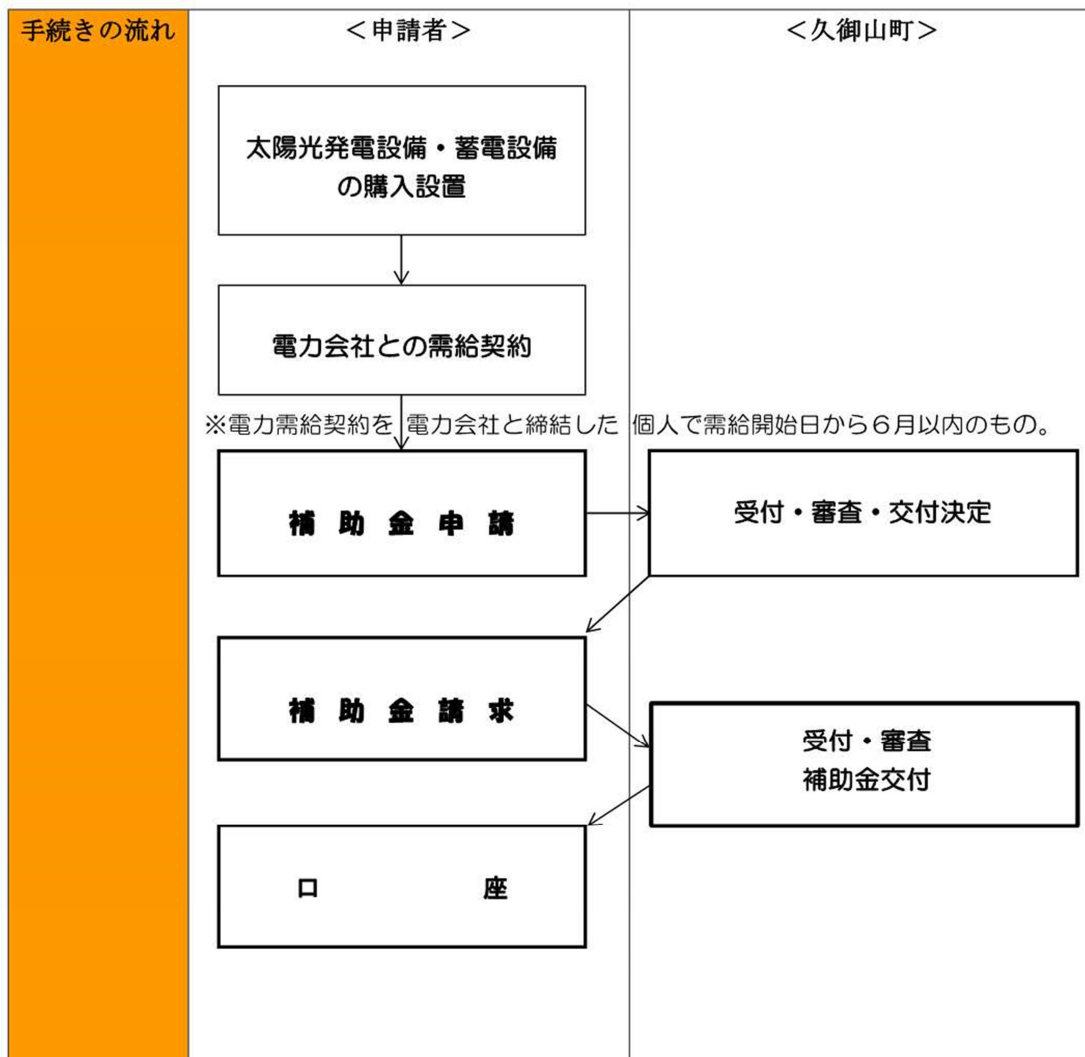 手続きの流れ
＜申請者＞
＜久御山町＞
太陽光発電設備・蓄電設備
の購入設置
電力会社との需給契約
※電力需給契約を電力会社と締結した個人で需給開始日から６月以内のもの。
補助金申請
受付・審査・交付決定
補助金請求
受付・審査
補助金交付
口座